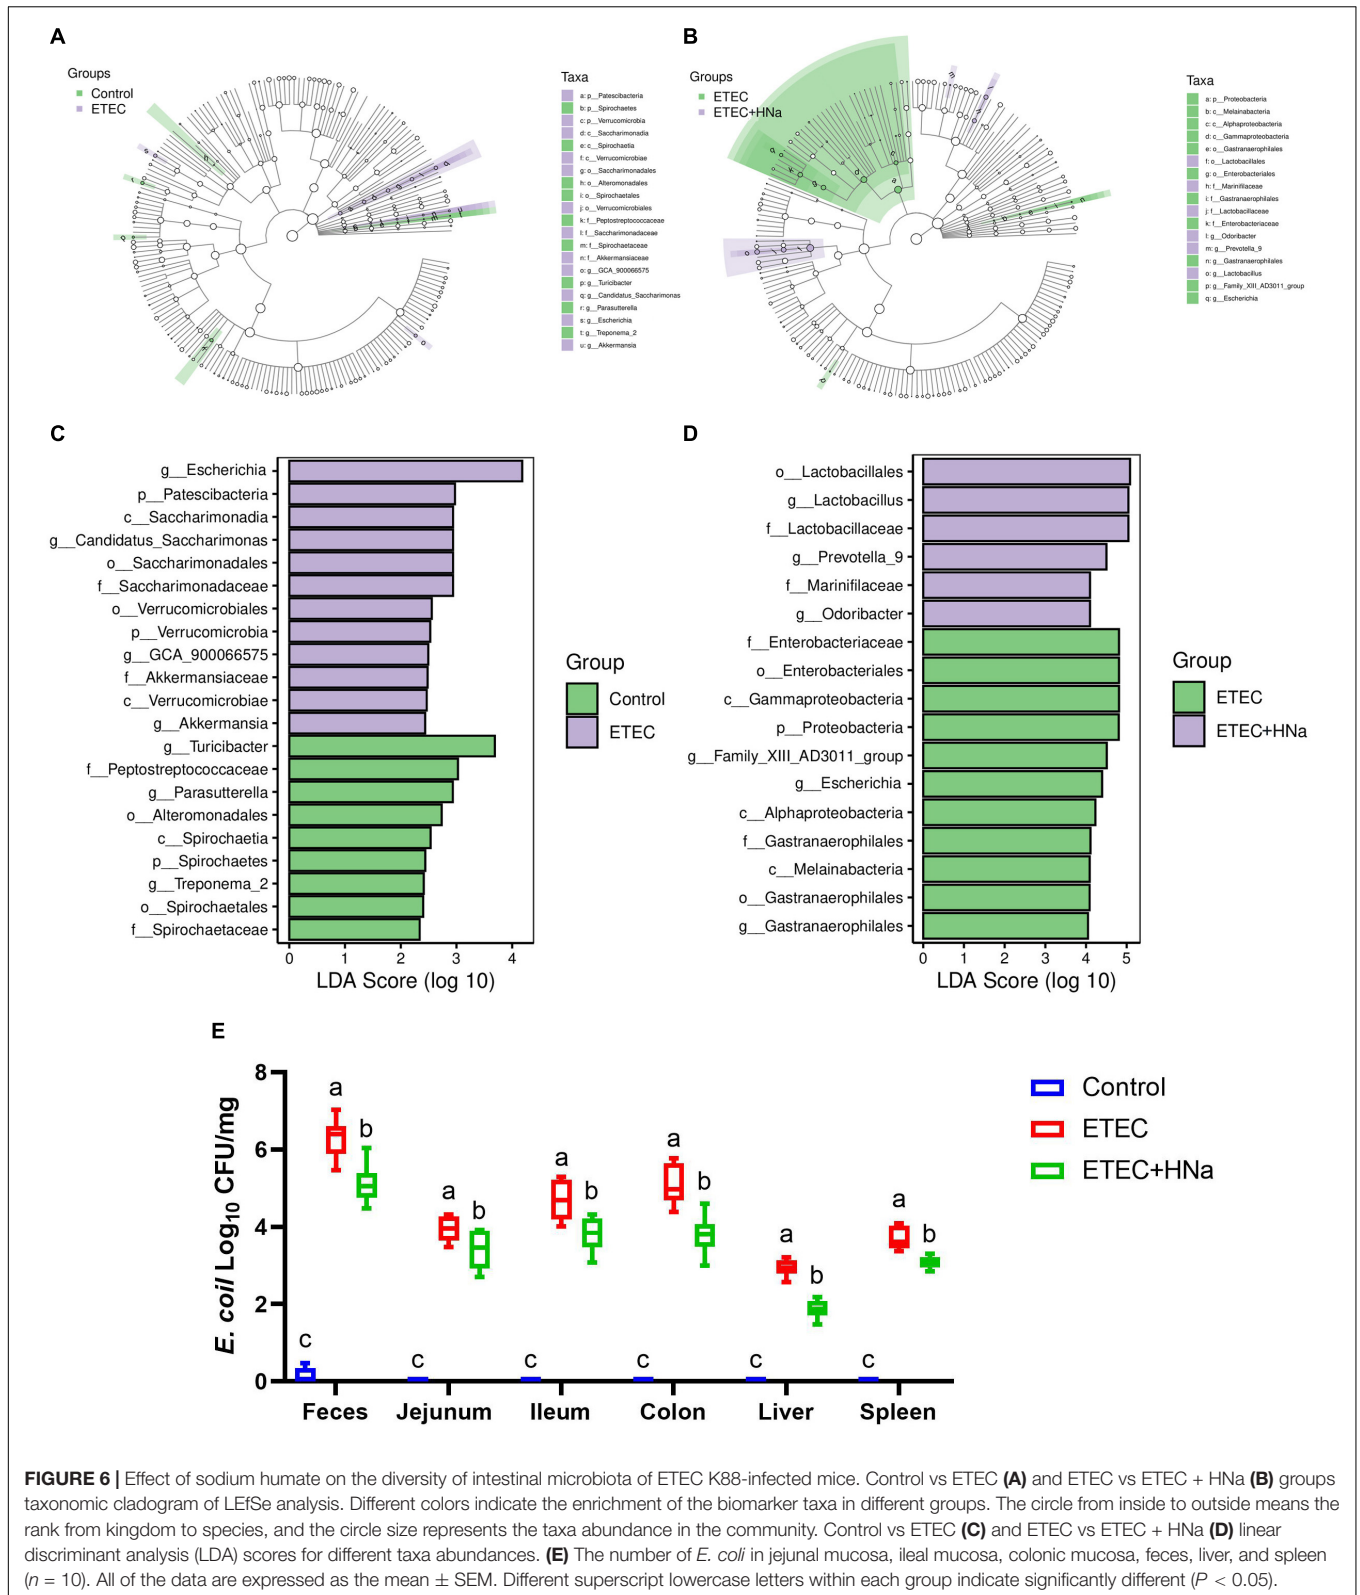 A
Groups
Control
ETEC
Taxa
a: p__Patescibacteria
b: p__Spirochaetes
c: p__Verrucomicrobia
d: c__Saccharimonadia
e: c__Spirochaetia
f: c__Verrucomicrobiae
g: o__Saccharimonadales
h: o__Alteromonadales
i: o__Spirochaetales
j: o__Verrucomicrobiales
k: f__Peptostreptococcaceae
l: f__Saccharimonadaceae
m: f__Spirochaetaceae
n: f__Akkermansiaceae
o: g__GCA_900066575
p: g__Turicibacter
q: g__Candidatus_Saccharimonas
r: g__Parasutterella
s: g__Escherichia
t: g__Treponema_2
u: g__Akkermansia
B
Groups
ETEC
ETEC+HNa
Taxa
a: p__Proteobacteria
b: c__Melainabacteria
c: c__Alphaproteobacteria
d: c__Gammaproteobacteria
e: o__Gastranaerophilales
f: o__Lactobacillales
g: o__Enterobacteriales
h: f__Marinifilaceae
i: f__Gastranaerophilales
j: f__Lactobacillaceae
k: f__Enterobacteriaceae
l: g__Odoribacter
m: g__Prevotella_9
n: g__Gastranaerophilales
o: g__Lactobacillus
p: g__Family_XIII_AD3011_group
q: g__Escherichia
C
g__Escherichia
p__Patescibacteria
c__Saccharimonadia
g__Candidatus_Saccharimonas
o__Saccharimonadales
f__Saccharimonadaceae
o__Verrucomicrobiales
p__Verrucomicrobia
g__GCA_900066575
f__Akkermansiaceae
c__Verrucomicrobiae
g__Akkermansia
g__Turicibacter
f__Peptostreptococcaceae
g__Parasutterella
o__Alteromonadales
c__Spirochaetia
p__Spirochaetes
g__Treponema_2
o__Spirochaetales
f__Spirochaetaceae
0 1 2 3 4
LDA Score (log 10)
Group
Control
ETEC
D
o__Lactobacillales
g__Lactobacillus
f__Lactobacillaceae
g__Prevotella_9
f__Marinifilaceae
g__Odoribacter
f__Enterobacteriaceae
o__Enterobacteriales
c__Gammaproteobacteria
p__Proteobacteria
g__Family_XIII_AD3011_group
g__Escherichia
c__Alphaproteobacteria
f__Gastranaerophilales
c__Melainabacteria
o__Gastranaerophilales
g__Gastranaerophilales
0 1 2 3 4 5
LDA Score (log 10)
Group
ETEC
ETEC+HNa
E
E. coil Log10 CFU/mg
8
6
4
2
0
c a b
c a b
c a b
c a b
c a b
c a b
Feces Jejunum Ileum Colon Liver Spleen
Control
ETEC
ETEC+HNa
FIGURE 6 | Effect of sodium humate on the diversity of intestinal microbiota of ETEC K88-infected mice. Control vs ETEC (A) and ETEC vs ETEC + HNa (B) groups
taxonomic cladogram of LEfSe analysis. Different colors indicate the enrichment of the biomarker taxa in different groups. The circle from inside to outside means the
rank from kingdom to species, and the circle size represents the taxa abundance in the community. Control vs ETEC (C) and ETEC vs ETEC + HNa (D) linear
discriminant analysis (LDA) scores for different taxa abundances. (E) The number of E. coli in jejunal mucosa, ileal mucosa, colonic mucosa, feces, liver, and spleen
(n = 10). All of the data are expressed as the mean ± SEM. Different superscript lowercase letters within each group indicate significantly different (P < 0.05).